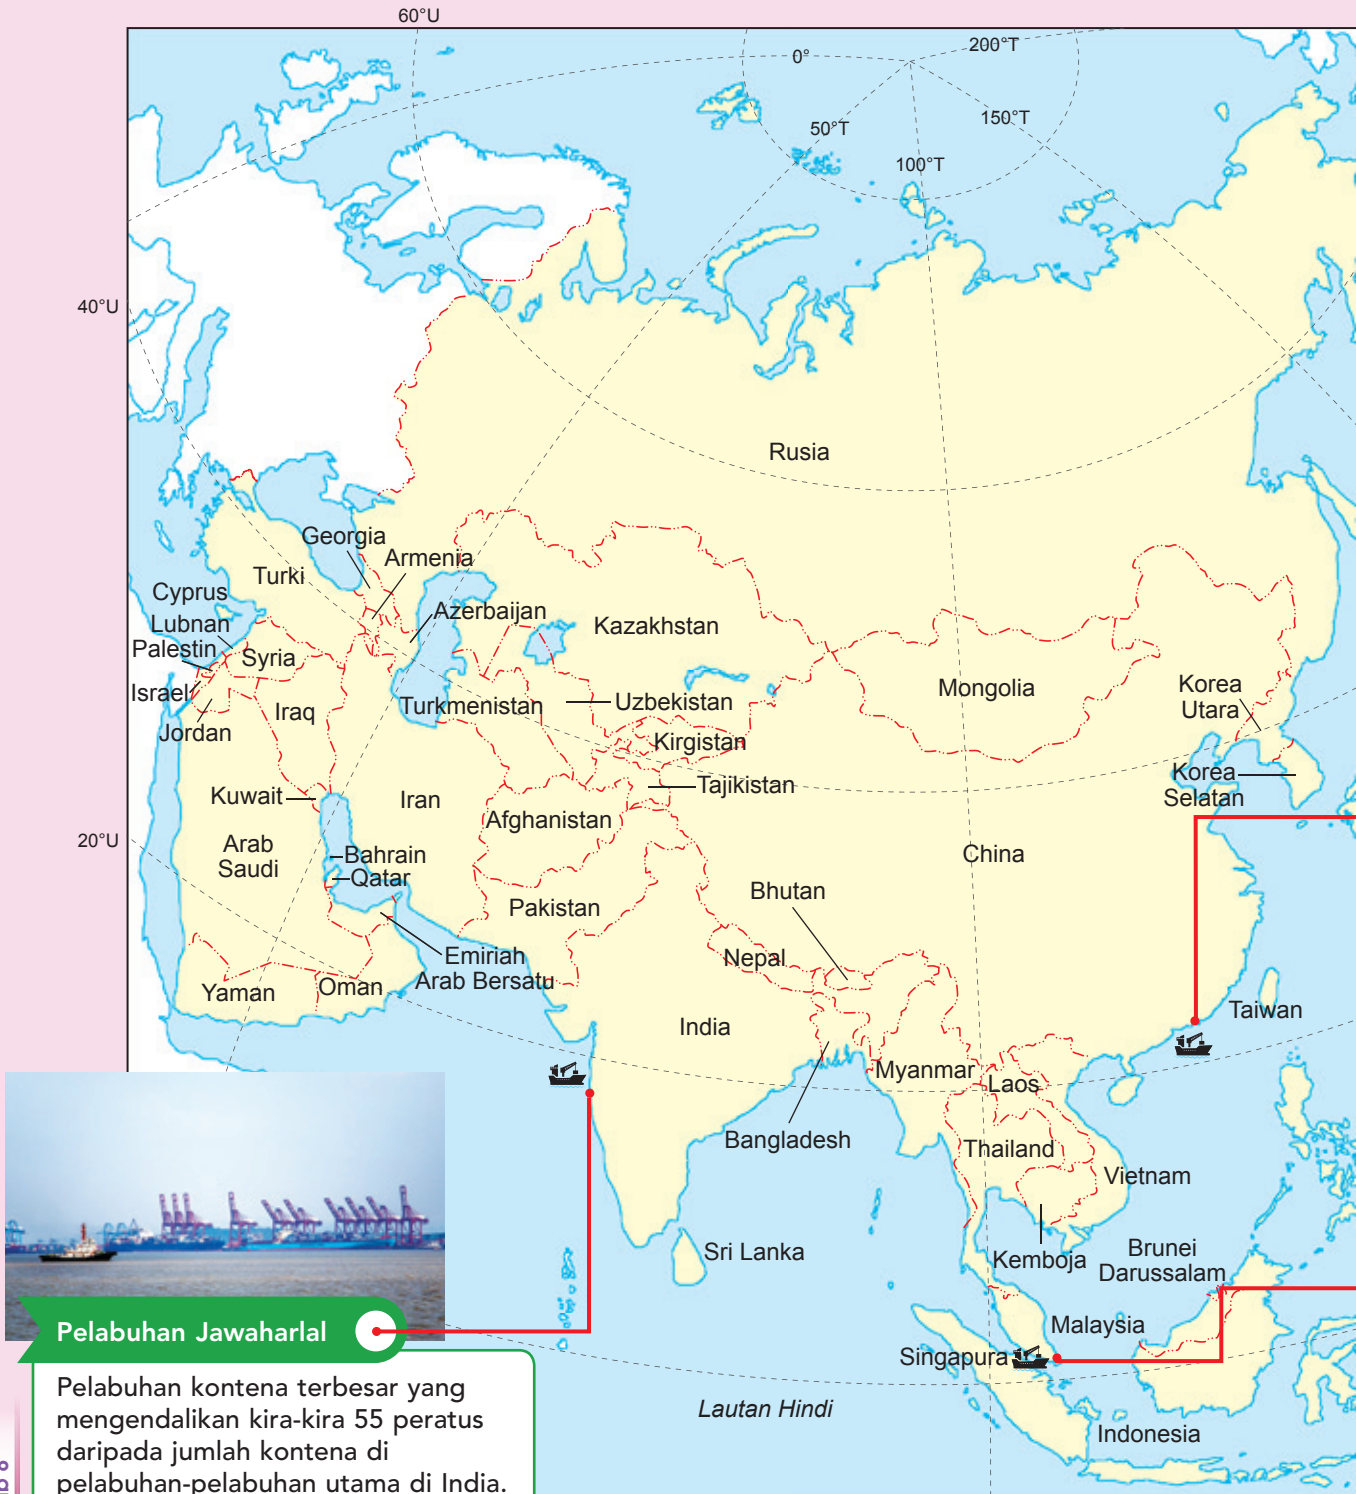 60°U
0°
200°T
50°T
150°T
100°T
40°U
Rusia
Georgia
Armenia
Turki
Cyprus
Azerbaijan
Lubnan
Kazakhstan
Palestin
Syria
Israel
Mongolia
Korea
Utara
Turkmenistan
Uzbekistan
Iraq
Jordan
Kirgistan
Korea
Selatan
Tajikistan
Kuwait
Iran
Afghanistan
20°U
Arab
Saudi
Bahrain
China
Qatar
Bhutan
Pakistan
Emiriah
Arab Bersatu
Nepal
Yaman
Oman
Taiwan
India
Myanmar
Laos
Bangladesh
Thailand
Vietnam
Sri Lanka
Kemboja
Brunei
Darussalam
Malaysia
Singapura
Lautan Hindi
Indonesia
Pelabuhan Jawaharlal
Pelabuhan kontena terbesar yang
mengendalikan kira-kira 55 peratus
daripada jumlah kontena di
pelabuhan-pelabuhan utama di India.